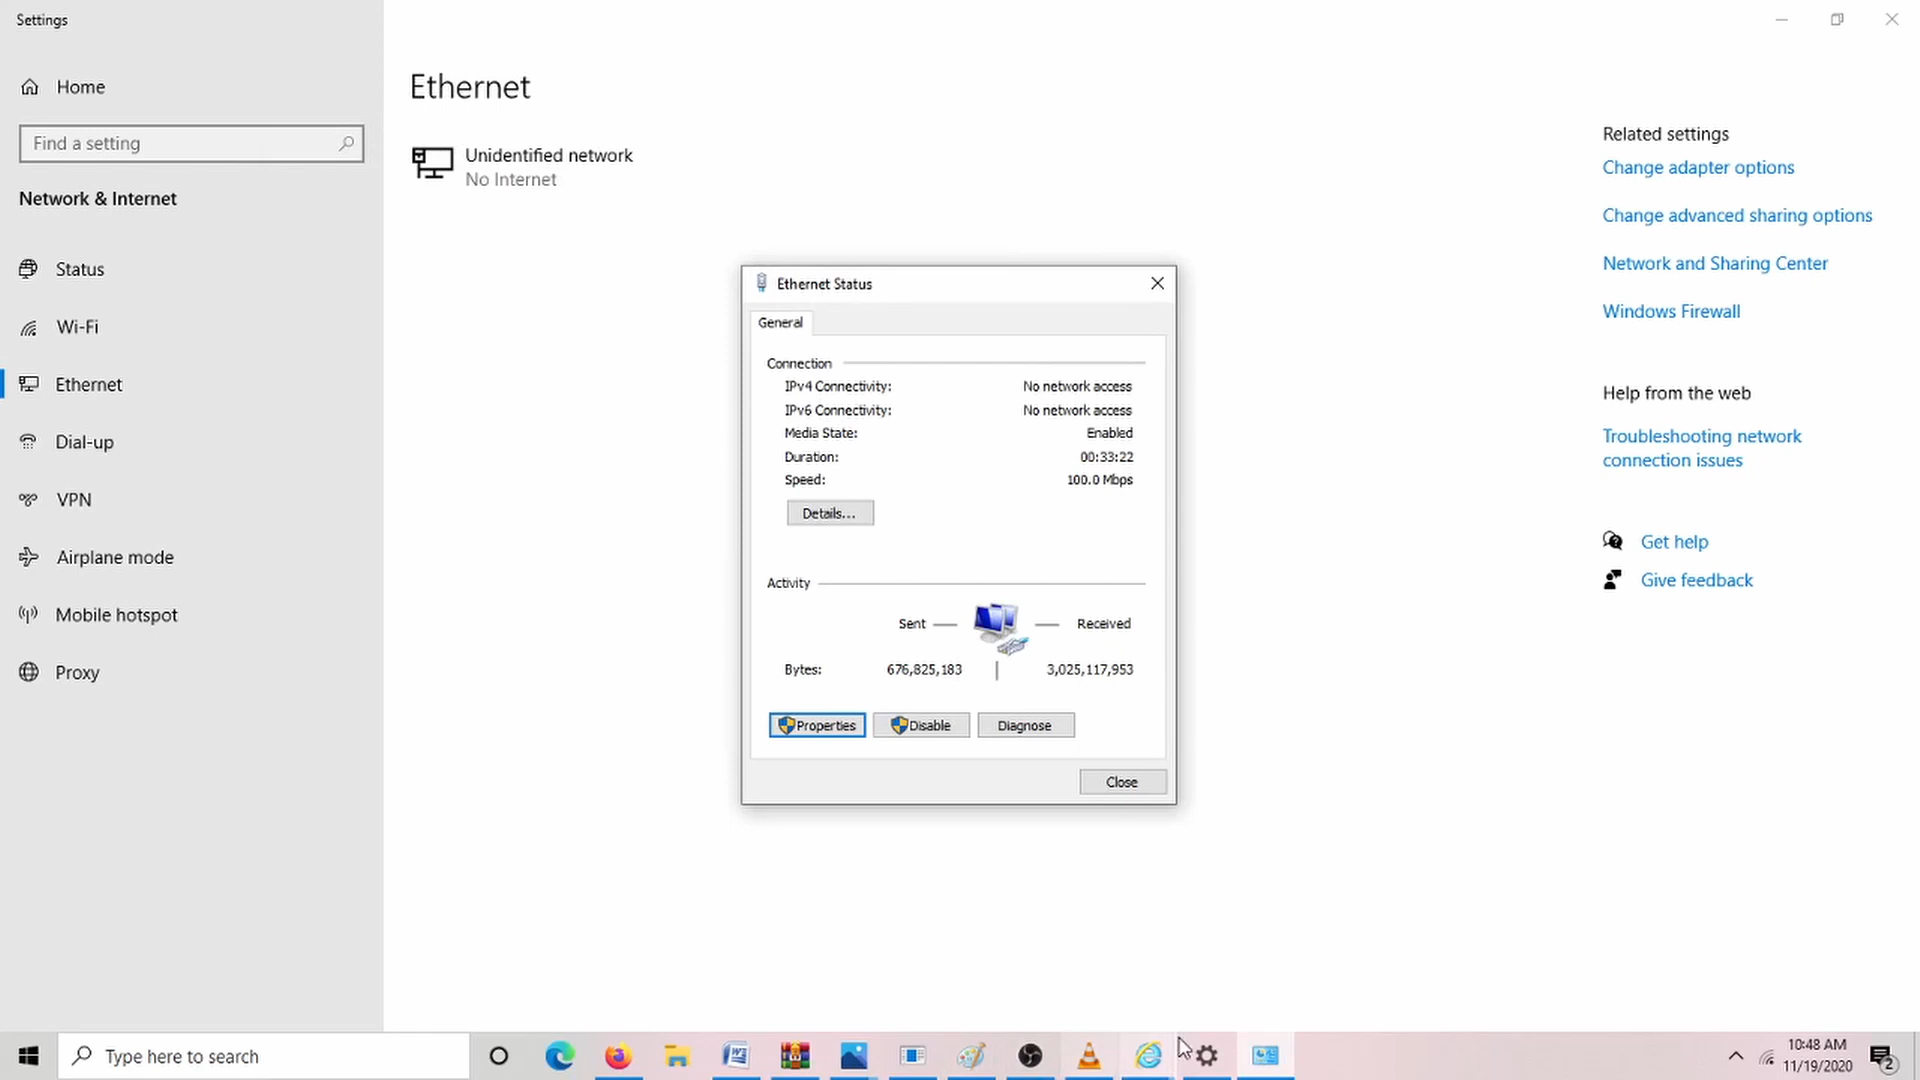 Settings
Home
Find a setting
Network & Internet
Status
Wi-Fi
Ethernet
Dial-up
VPN
Airplane mode
Mobile hotspot
Proxy
Ethernet
Unidentified network
No Internet
Ethernet Status
General
Connection
IPv4 Connectivity: No network access
IPv6 Connectivity: No network access
Media State: Enabled
Duration: 00:33:22
Speed: 100.0 Mbps
Details...
Activity
Sent Received
Bytes: 676,825,183 3,025,117,953
Properties Disable Diagnose
Close
Related settings
Change adapter options
Change advanced sharing options
Network and Sharing Center
Windows Firewall
Help from the web
Troubleshooting network
connection issues
Get help
Give feedback
Type here to search
10:48 AM
11/19/2020
2